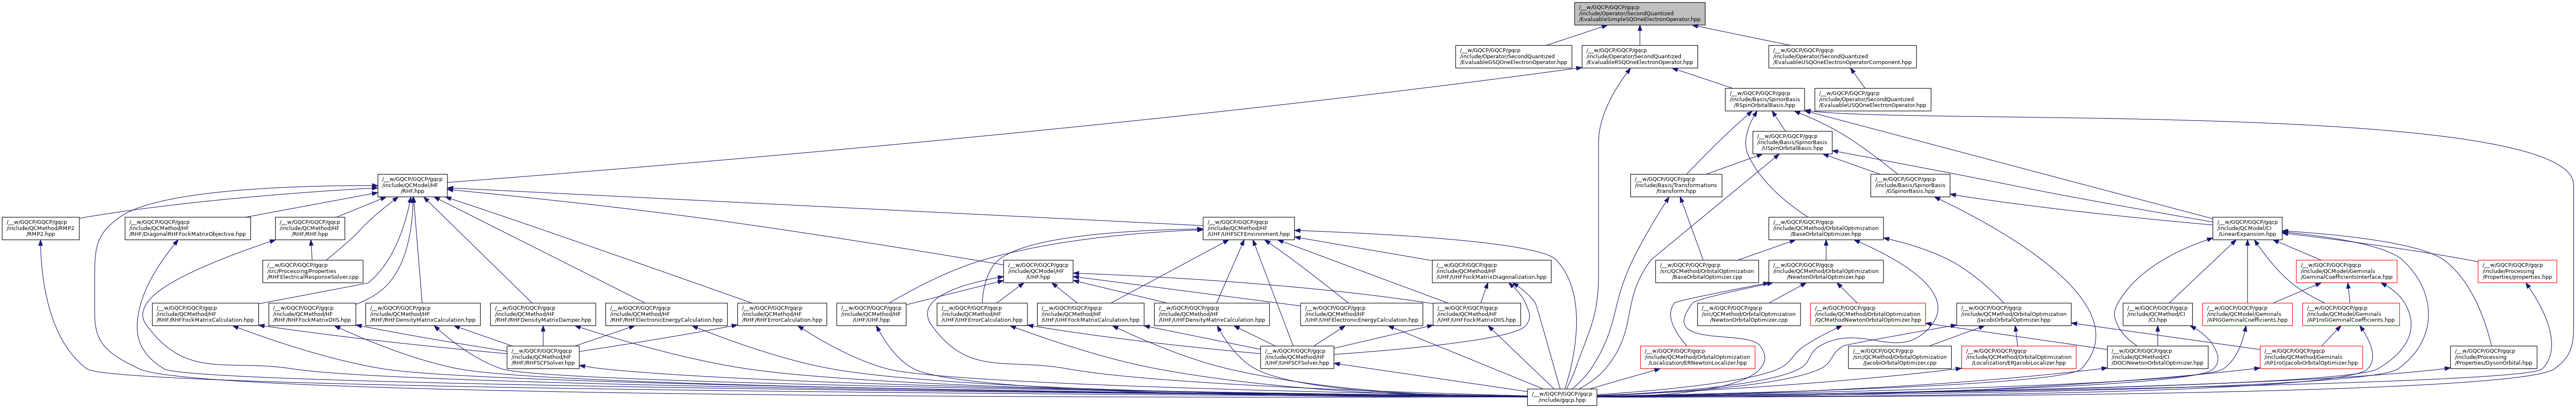 /__w/GQCP/GQCP/gqcp
/include/Operator/SecondQuantized
/EvaluableSimpleSQOneElectronOperator.hpp
/__w/GQCP/GQCP/gqcp
/include/Operator/SecondQuantized
/EvaluableGSQOneElectronOperator.hpp
/__w/GQCP/GQCP/gqcp
/include/Operator/SecondQuantized
/EvaluableRSQOneElectronOperator.hpp
/__w/GQCP/GQCP/gqcp
/include/Operator/SecondQuantized
/EvaluableUSQOneElectronOperatorComponent.hpp
/__w/GQCP/GQCP/gqcp
/include/Basis/SpinorBasis
/RSpinOrbitalBasis.hpp
/__w/GQCP/GQCP/gqcp
/include/Operator/SecondQuantized
/EvaluableUSQOneElectronOperator.hpp
/__w/GQCP/GQCP/gqcp
/include/Basis/SpinorBasis
/USpinOrbitalBasis.hpp
/__w/GQCP/GQCP/gqcp
/include/QCModel/HF
/RHF.hpp
/__w/GQCP/GQCP/gqcp
/include/Basis/Transformations
/transform.hpp
/__w/GQCP/GQCP/gqcp
/include/Basis/SpinorBasis
/GSpinorBasis.hpp
/__w/GQCP/GQCP/gqcp
/include/QCMethod/RMP2
/RMP2.hpp
/__w/GQCP/GQCP/gqcp
/include/QCMethod/HF
/RHF/DiagonalRHFFockMatrixObjective.hpp
/__w/GQCP/GQCP/gqcp
/include/QCMethod/HF
/RHF/RHF.hpp
/__w/GQCP/GQCP/gqcp
/include/QCMethod/HF
/UHF/UHFSCFEnvironment.hpp
/__w/GQCP/GQCP/gqcp
/include/QCMethod/OrbitalOptimization
/BaseOrbitalOptimizer.hpp
/__w/GQCP/GQCP/gqcp
/include/QCModel/CI
/LinearExpansion.hpp
/__w/GQCP/GQCP/gqcp
/src/Processing/Properties
/RHFElectricalResponseSolver.cpp
/__w/GQCP/GQCP/gqcp
/include/QCModel/HF
/UHF.hpp
/__w/GQCP/GQCP/gqcp
/include/QCMethod/HF
/UHF/UHFFockMatrixDiagonalization.hpp
/__w/GQCP/GQCP/gqcp
/src/QCMethod/OrbitalOptimization
/BaseOrbitalOptimizer.cpp
/__w/GQCP/GQCP/gqcp
/include/QCMethod/OrbitalOptimization
/NewtonOrbitalOptimizer.hpp
/__w/GQCP/GQCP/gqcp
/include/QCModel/Geminals
/GeminalCoefficientsInterface.hpp
/__w/GQCP/GQCP/gqcp
/include/Processing
/Properties/properties.hpp
/__w/GQCP/GQCP/gqcp
/include/QCMethod/HF
/RHF/RHFFockMatrixCalculation.hpp
/__w/GQCP/GQCP/gqcp
/include/QCMethod/HF
/RHF/RHFFockMatrixDIIS.hpp
/__w/GQCP/GQCP/gqcp
/include/QCMethod/HF
/RHF/RHFDensityMatrixCalculation.hpp
/__w/GQCP/GQCP/gqcp
/include/QCMethod/HF
/RHF/RHFDensityMatrixDamper.hpp
/__w/GQCP/GQCP/gqcp
/include/QCMethod/HF
/RHF/RHFElectronicEnergyCalculation.hpp
/__w/GQCP/GQCP/gqcp
/include/QCMethod/HF
/RHF/RHFErrorCalculation.hpp
/__w/GQCP/GQCP/gqcp
/include/QCMethod/HF
/UHF/UHF.hpp
/__w/GQCP/GQCP/gqcp
/include/QCMethod/HF
/UHF/UHFErrorCalculation.hpp
/__w/GQCP/GQCP/gqcp
/include/QCMethod/HF
/UHF/UHFFockMatrixCalculation.hpp
/__w/GQCP/GQCP/gqcp
/include/QCMethod/HF
/UHF/UHFDensityMatrixCalculation.hpp
/__w/GQCP/GQCP/gqcp
/include/QCMethod/HF
/UHF/UHFElectronicEnergyCalculation.hpp
/__w/GQCP/GQCP/gqcp
/include/QCMethod/HF
/UHF/UHFFockMatrixDIIS.hpp
/__w/GQCP/GQCP/gqcp
/src/QCMethod/OrbitalOptimization
/NewtonOrbitalOptimizer.cpp
/__w/GQCP/GQCP/gqcp
/include/QCMethod/OrbitalOptimization
/QCMethodNewtonOrbitalOptimizer.hpp
/__w/GQCP/GQCP/gqcp
/include/QCMethod/OrbitalOptimization
/JacobiOrbitalOptimizer.hpp
/__w/GQCP/GQCP/gqcp
/include/QCMethod/CI
/CI.hpp
/__w/GQCP/GQCP/gqcp
/include/QCModel/Geminals
/APIGGeminalCoefficients.hpp
/__w/GQCP/GQCP/gqcp
/include/QCModel/Geminals
/AP1roGGeminalCoefficients.hpp
/__w/GQCP/GQCP/gqcp
/include/QCMethod/HF
/RHF/RHFSCFSolver.hpp
/__w/GQCP/GQCP/gqcp
/include/QCMethod/HF
/UHF/UHFSCFSolver.hpp
/__w/GQCP/GQCP/gqcp
/include/QCMethod/OrbitalOptimization
/Localization/ERNewtonLocalizer.hpp
/__w/GQCP/GQCP/gqcp
/src/QCMethod/OrbitalOptimization
/JacobiOrbitalOptimizer.cpp
/__w/GQCP/GQCP/gqcp
/include/QCMethod/OrbitalOptimization
/Localization/ERJacobiLocalizer.hpp
/__w/GQCP/GQCP/gqcp
/include/QCMethod/CI
/DOCINewtonOrbitalOptimizer.hpp
/__w/GQCP/GQCP/gqcp
/include/QCMethod/Geminals
/AP1roGJacobiOrbitalOptimizer.hpp
/__w/GQCP/GQCP/gqcp
/include/Processing
/Properties/DysonOrbital.hpp
/__w/GQCP/GQCP/gqcp
/include/gqcp.hpp